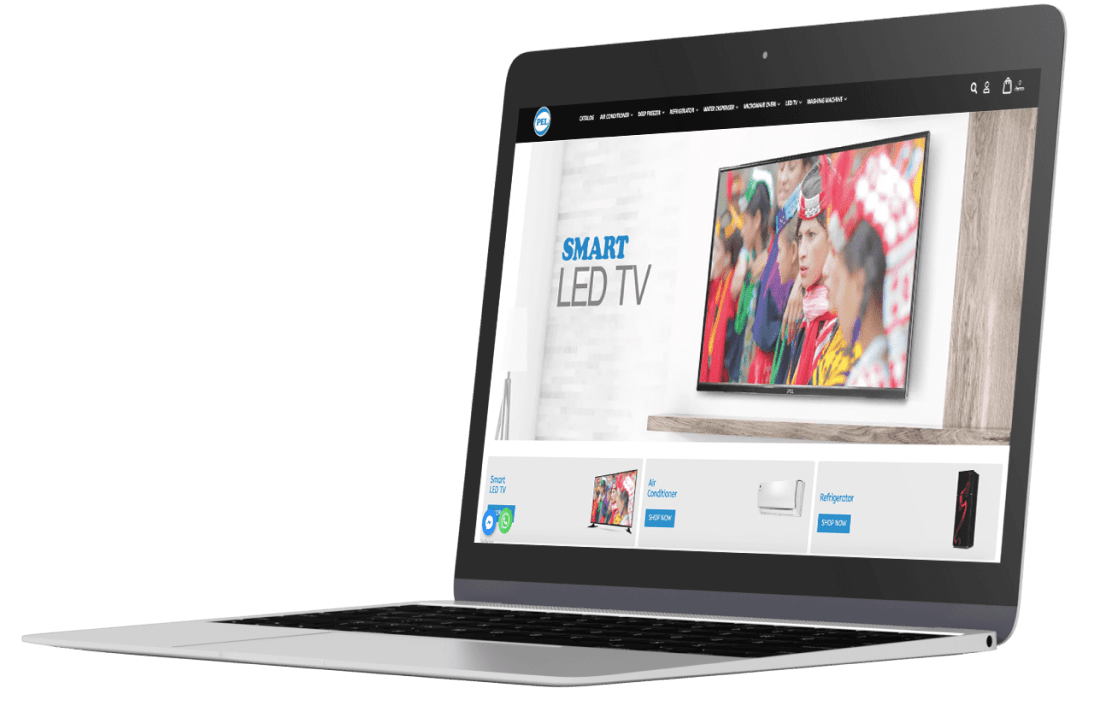 PEL
CATALOG AIR CONDITIONER DEEP FREEZER REFRIGERATOR WATER DISPENSER MICROWAVE OVEN LED TV WASHING MACHINE
SMART
LED TV
Smart
LED TV
Air
Conditioner
SHOP NOW
Refrigerator
SHOP NOW